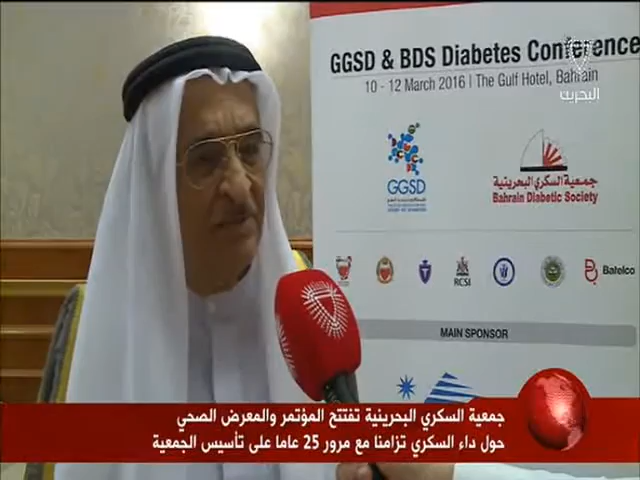 GGSD & BDS Diabetes Conference
10 - 12 March 2016 | The Gulf Hotel, Bahrain
البحرين
GGSD
جمعية السكري البحرينية
Bahrain Diabetic Society
RCSI
Batelco
MAIN SPONSOR
جمعية السكري البحرينية تفتتح المؤتمر والمعرض الصحي
حول داء السكري تزامنا مع مرور 25 عاما على تأسيس الجمعية